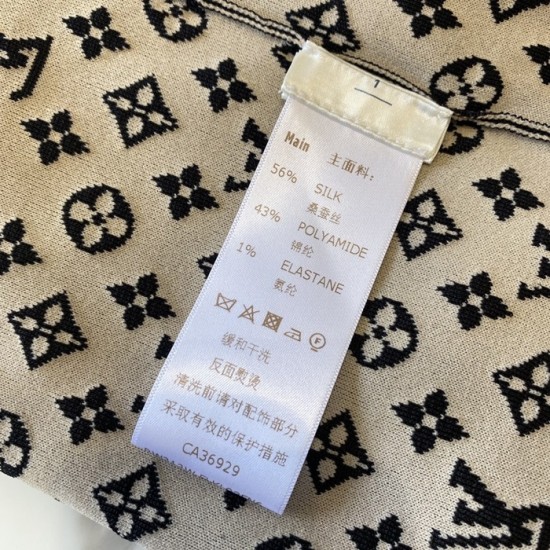 L
Main 主面料:
56% SILK
桑蚕丝
43% POLYAMIDE
锦纶
1% ELASTANE
氨纶
P
缓和干洗
反面熨烫
清洗前请对配饰部分
采取有效的保护措施
CA36929